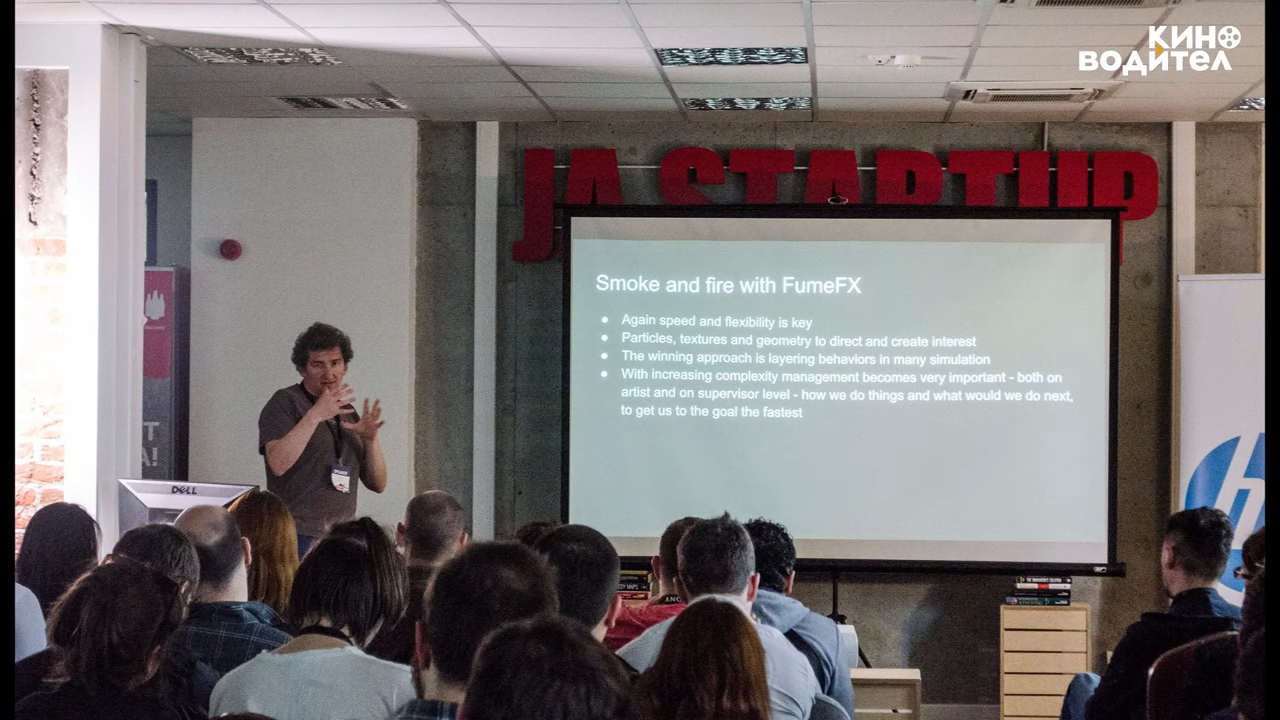 КИНО
ВОДИТЕЛ
JA STARTUP
Smoke and fire with FumeFX
● Again speed and flexibility is key
● Particles, textures and geometry to direct and create interest
● The winning approach is layering behaviors in many simulation
● With increasing complexity management becomes very important - both on
artist and on supervisor level - how we do things and what would we do next,
to get us to the goal the fastest
T
A!
DELL
hp